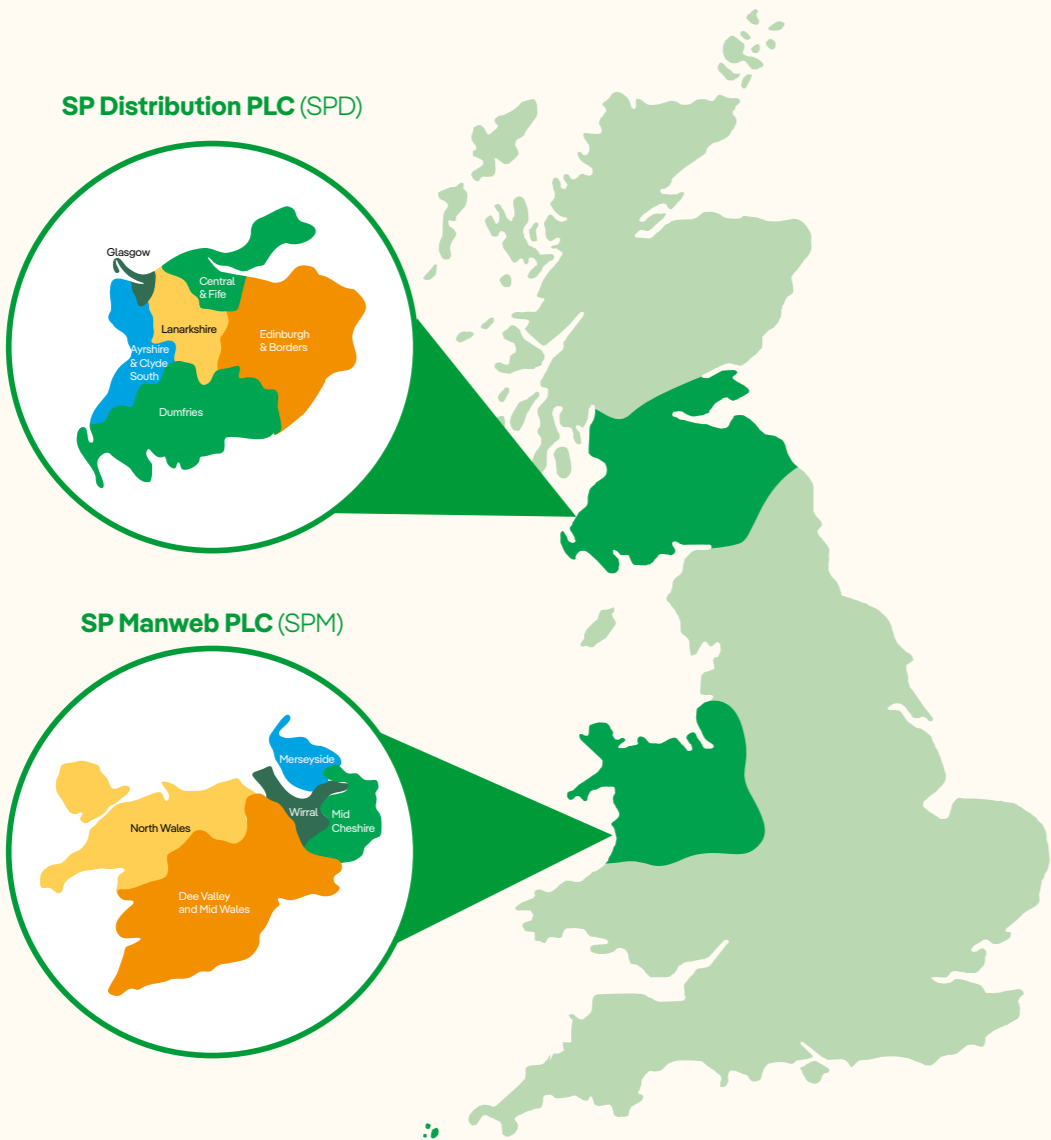 SP Distribution PLC (SPD)
Glasgow
Central
& Fife
Lanarkshire
Edinburgh
& Borders
Ayrshire
& Clyde
South
Dumfries
SP Manweb PLC (SPM)
Merseyside
Wirral
Mid
Cheshire
North Wales
Dee Valley
and Mid Wales